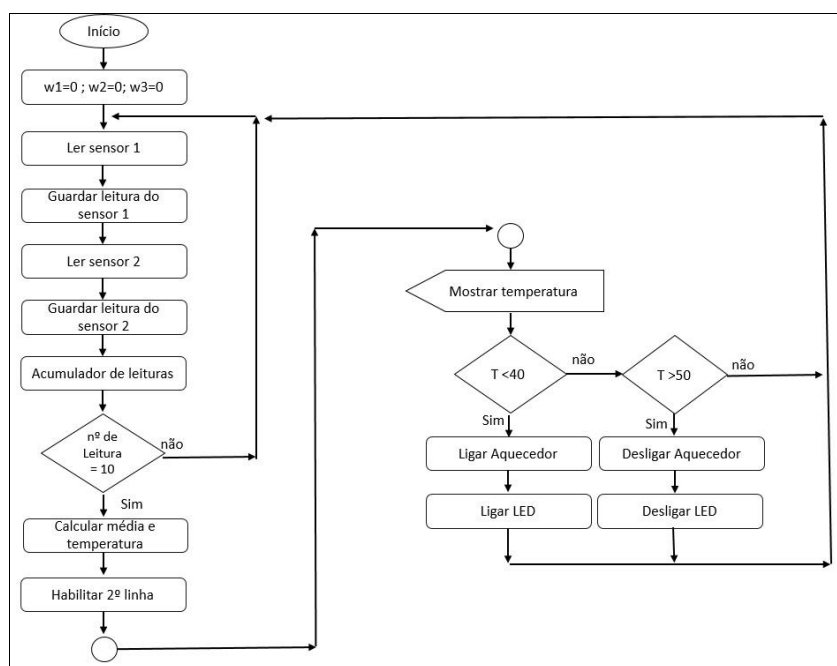 Início
w1=0 ; w2=0; w3=0
Ler sensor 1
Guardar leitura do
sensor 1
Ler sensor 2
Guardar leitura do
sensor 2
Acumulador de leituras
nº de
Leitura
= 10
não
Sim
Calcular média e
temperatura
Habilitar 2º linha
Mostrar temperatura
T <40
não
T >50
não
Sim
Sim
Ligar Aquecedor
Desligar Aquecedor
Ligar LED
Desligar LED